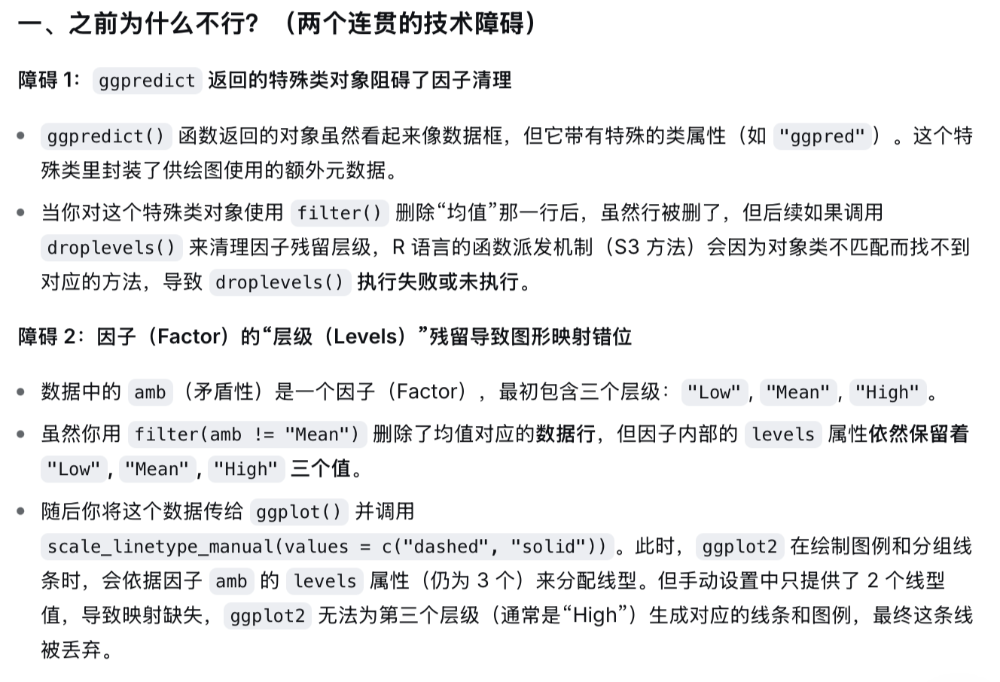 一、之前为什么不行？（两个连贯的技术障碍）
障碍 1： ggpredict 返回的特殊类对象阻碍了因子清理
• ggpredict() 函数返回的对象虽然看起来像数据框，但它带有特殊的类属性（如 "ggpred"）。这个特
殊类里封装了供绘图使用的额外元数据。
• 当你对这个特殊类对象使用 filter() 删除“均值”那一行后，虽然行被删了，但后续如果调用
droplevels() 来清理因子残留层级，R 语言的函数派发机制（S3 方法）会因为对象类不匹配而找不到
对应的方法，导致 droplevels() 执行失败或未执行。
障碍 2：因子（Factor）的“层级（Levels）”残留导致图形映射错位
• 数据中的 amb （矛盾性）是一个因子（Factor），最初包含三个层级： "Low", "Mean", "High" 。
• 虽然你用 filter(amb != "Mean") 删除了均值对应的数据行，但因子内部的 levels 属性依然保留着
"Low", "Mean", "High" 三个值。
• 随后你将这个数据传给 ggplot() 并调用
scale_linetype_manual(values = c("dashed", "solid")) 。此时， ggplot2 在绘制图例和分组线
条时，会依据因子 amb 的 levels 属性（仍为 3 个）来分配线型。但手动设置中只提供了 2 个线型
值，导致映射缺失， ggplot2 无法为第三个层级（通常是“High”）生成对应的线条和图例，最终这条线
被丢弃。